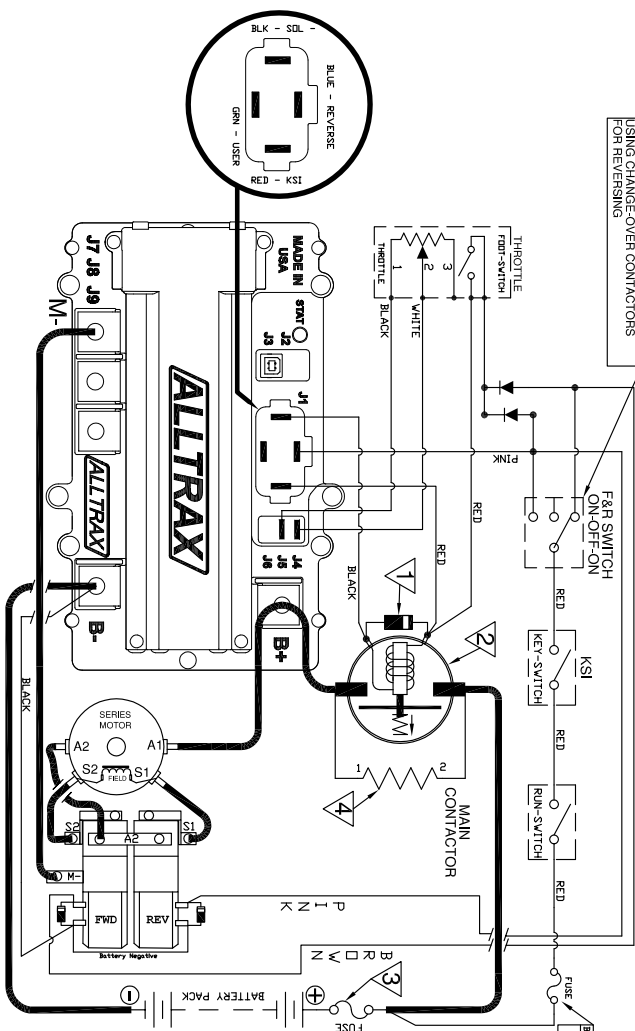 BLK - SOL -
BLUE - REVERSE
GRN - USER
RED - KSI
USING CHANGE-OVER CONTACTORS
FOR REVERSING
THROTTLE
FOOT-SWITCH
1
2
3
THROTTLE
BLACK
WHITE
PINK
RED
F&R SWITCH
ON-OFF-ON
RED
KSI
KEY-SWITCH
RED
RUN-SWITCH
RED
FUSE
MADE IN
USA
STAT
J2
J3
J1
J4
J5
J6
J7 J8 J9
M-
ALLTRAX
ALLTRAX
B+
B-
BLACK
RED
BLACK
1
2
1
2
4
MAIN
CONTACTOR
SERIES
MOTOR
A2
A1
S2
S1
FIELD
S2
A2
S1
M-
FWD
REV
Battery Negative
PINK
BROWN
3
BATTERY PACK
-
+
FUSE